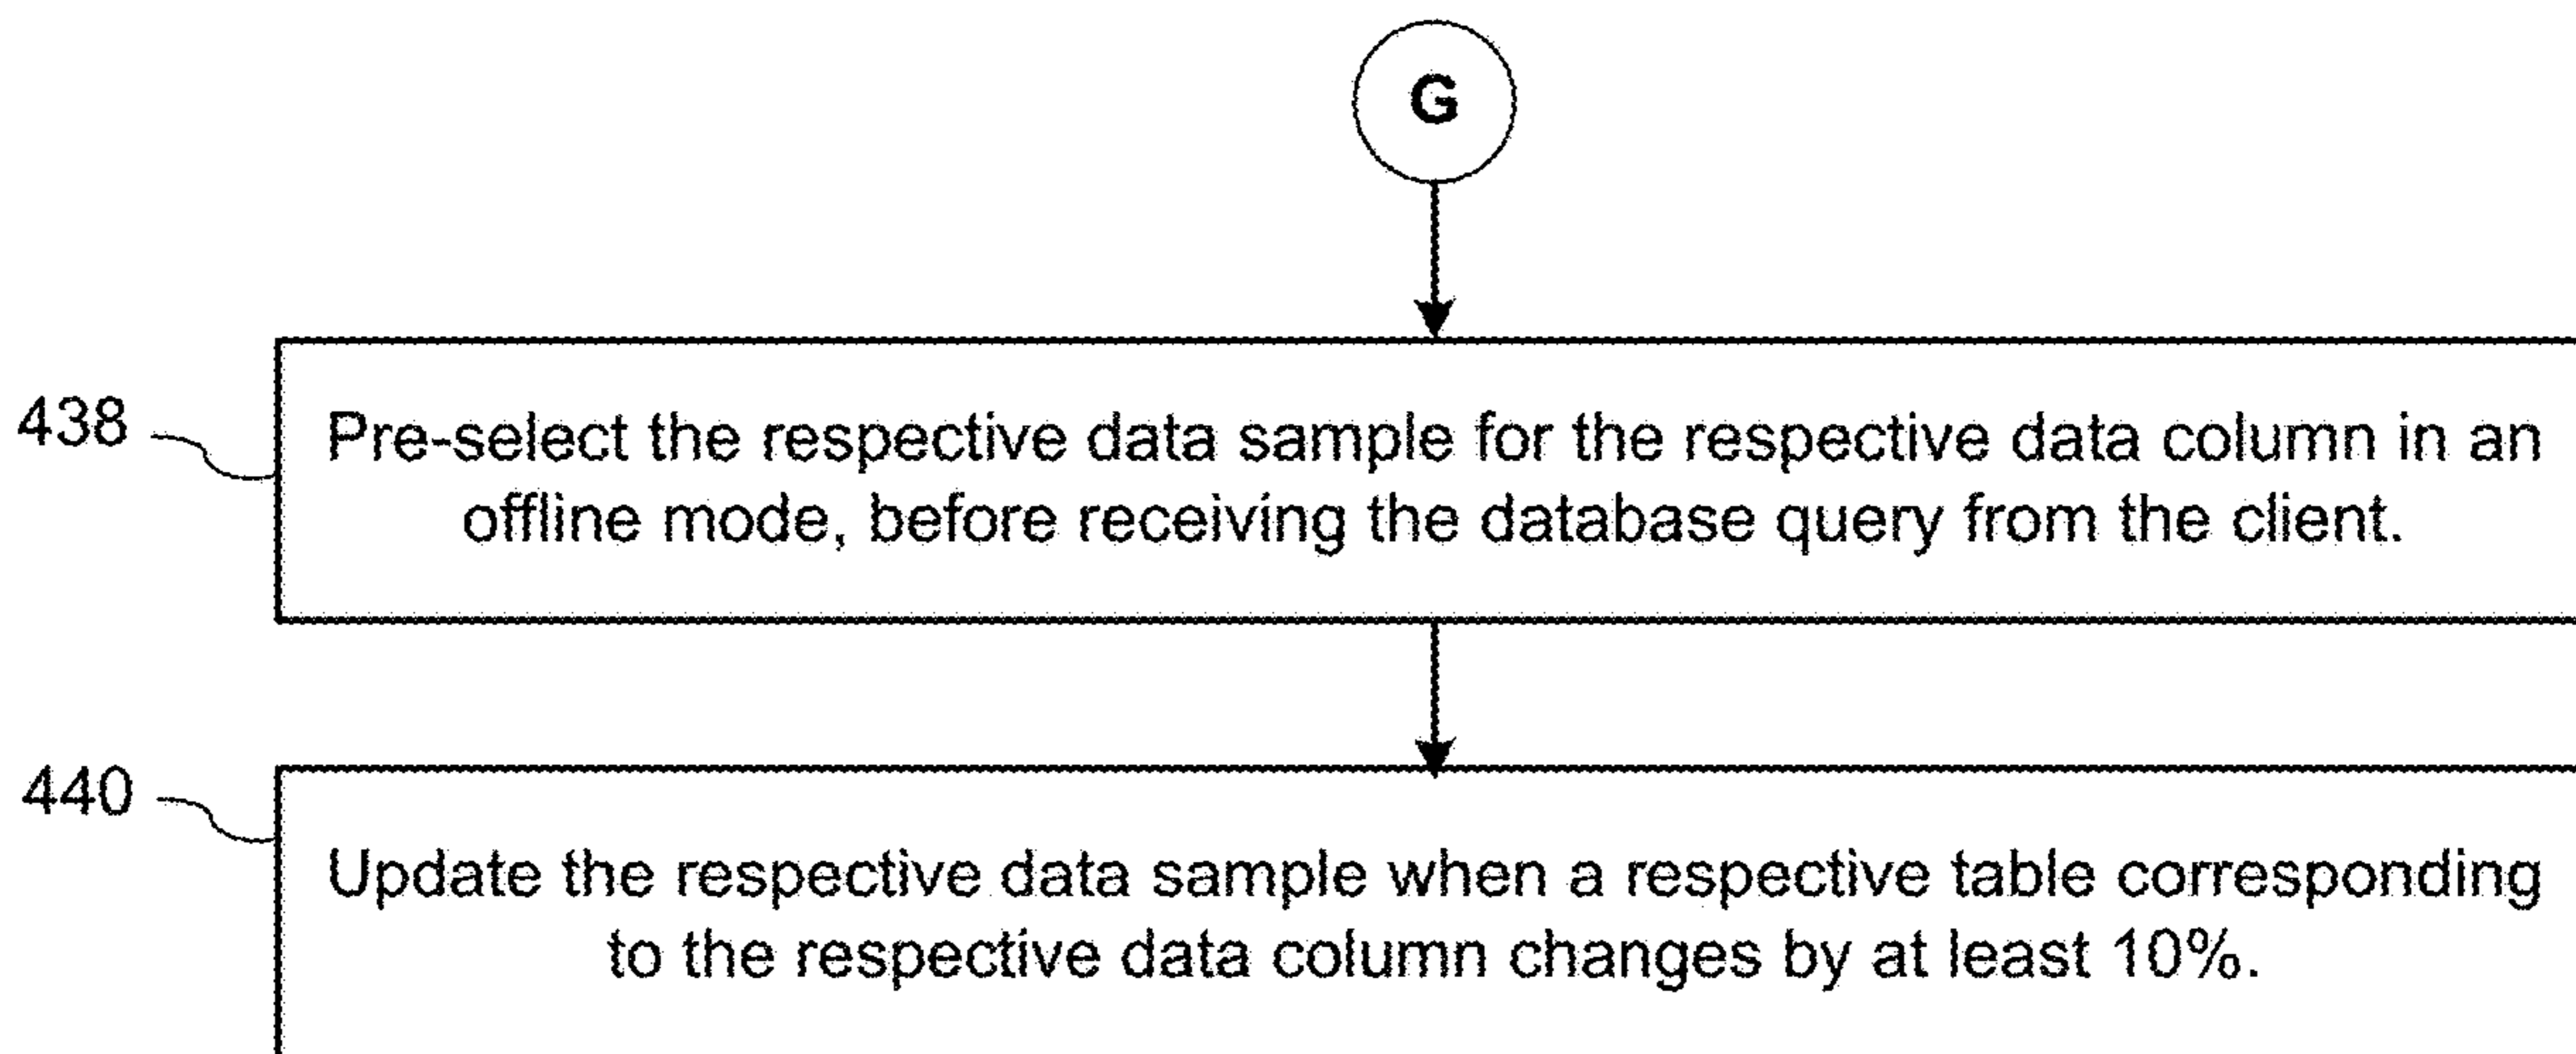 G
438
Pre-select the respective data sample for the respective data column in an
offline mode, before receiving the database query from the client.
440
Update the respective data sample when a respective table corresponding
to the respective data column changes by at least 10%.